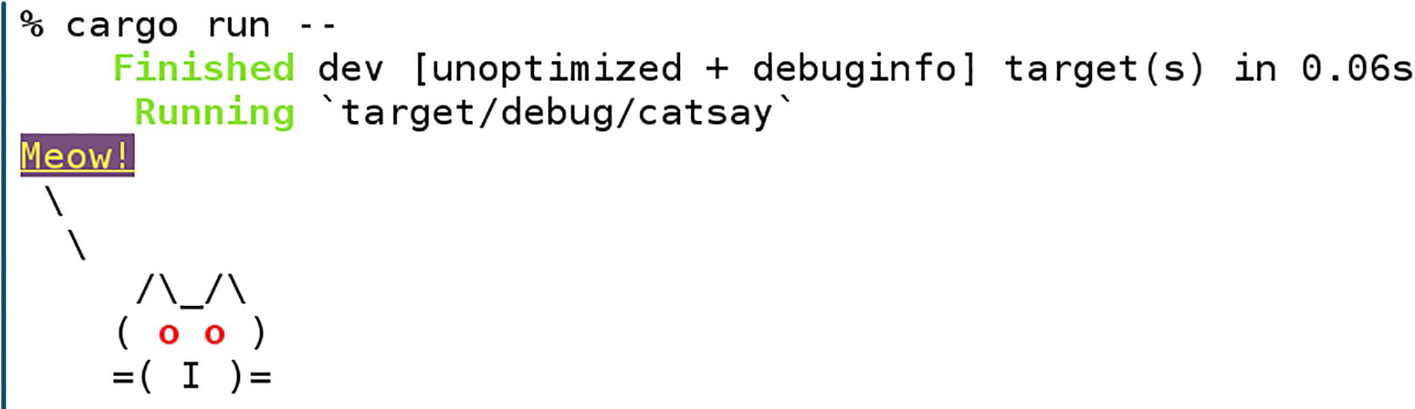 % cargo run --
    Finished dev [unoptimized + debuginfo] target(s) in 0.06s
     Running `target/debug/catsay`
Meow!
 \
  \
     /\_/\
    ( o o )
    =( I )=